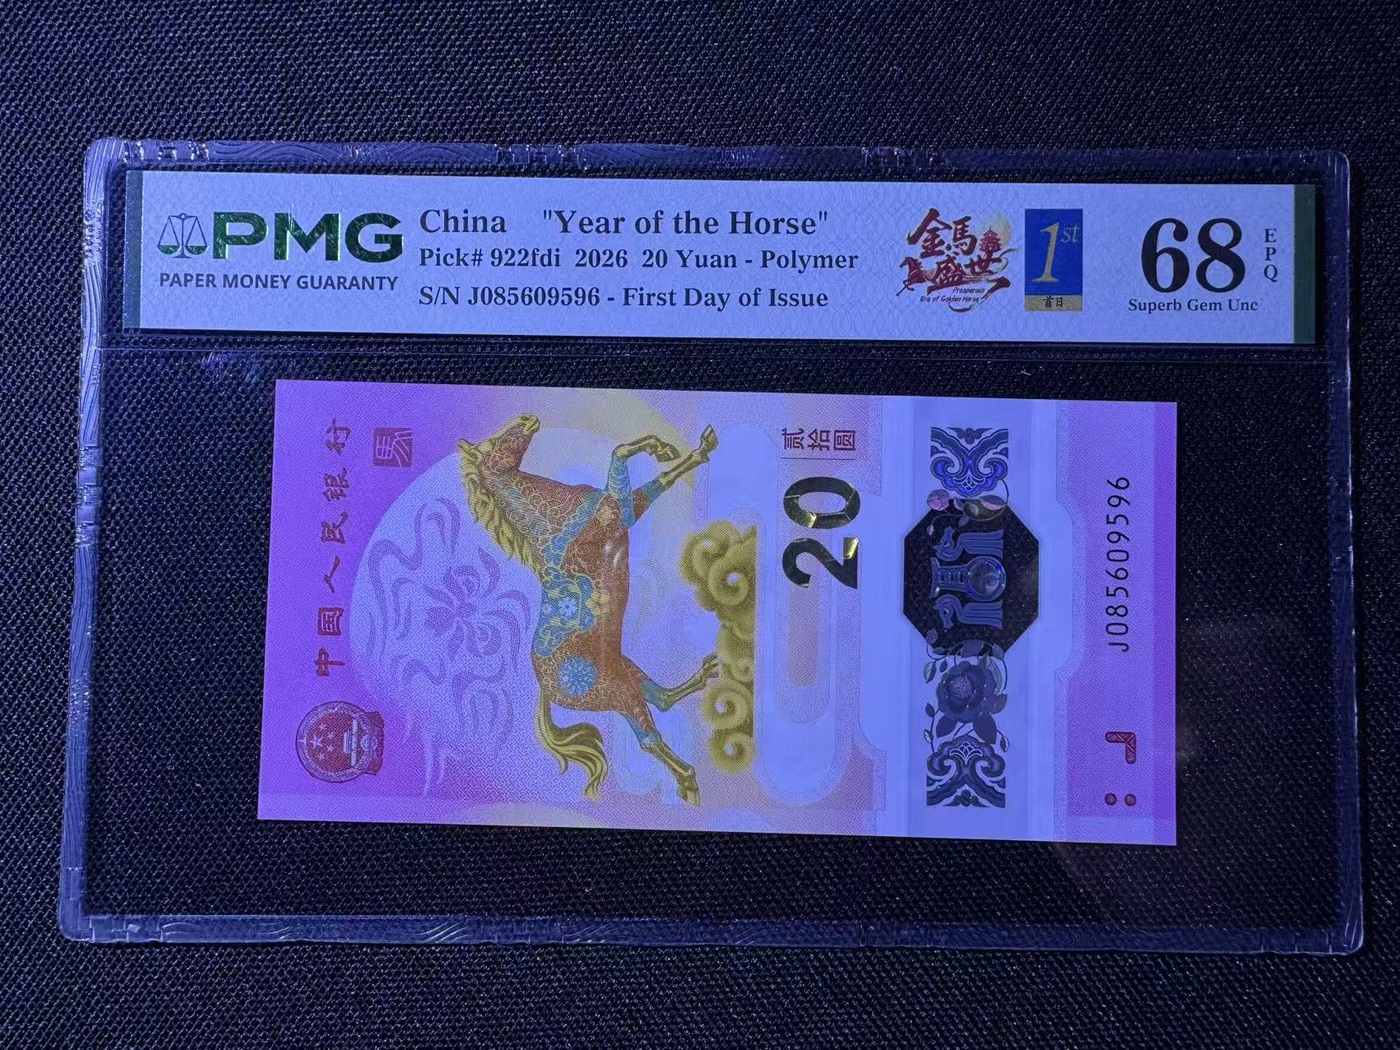 PMG
PAPER MONEY GUARANTY
China "Year of the Horse"
Pick# 922fdi 2026 20 Yuan - Polymer
S/N J085609596 - First Day of Issue
金馬
盛世
Prosperous
Era of Golden Horse
1st
首日
68
EPQ
Superb Gem Unc
中国人民银行
贰拾圆
20
J085609596